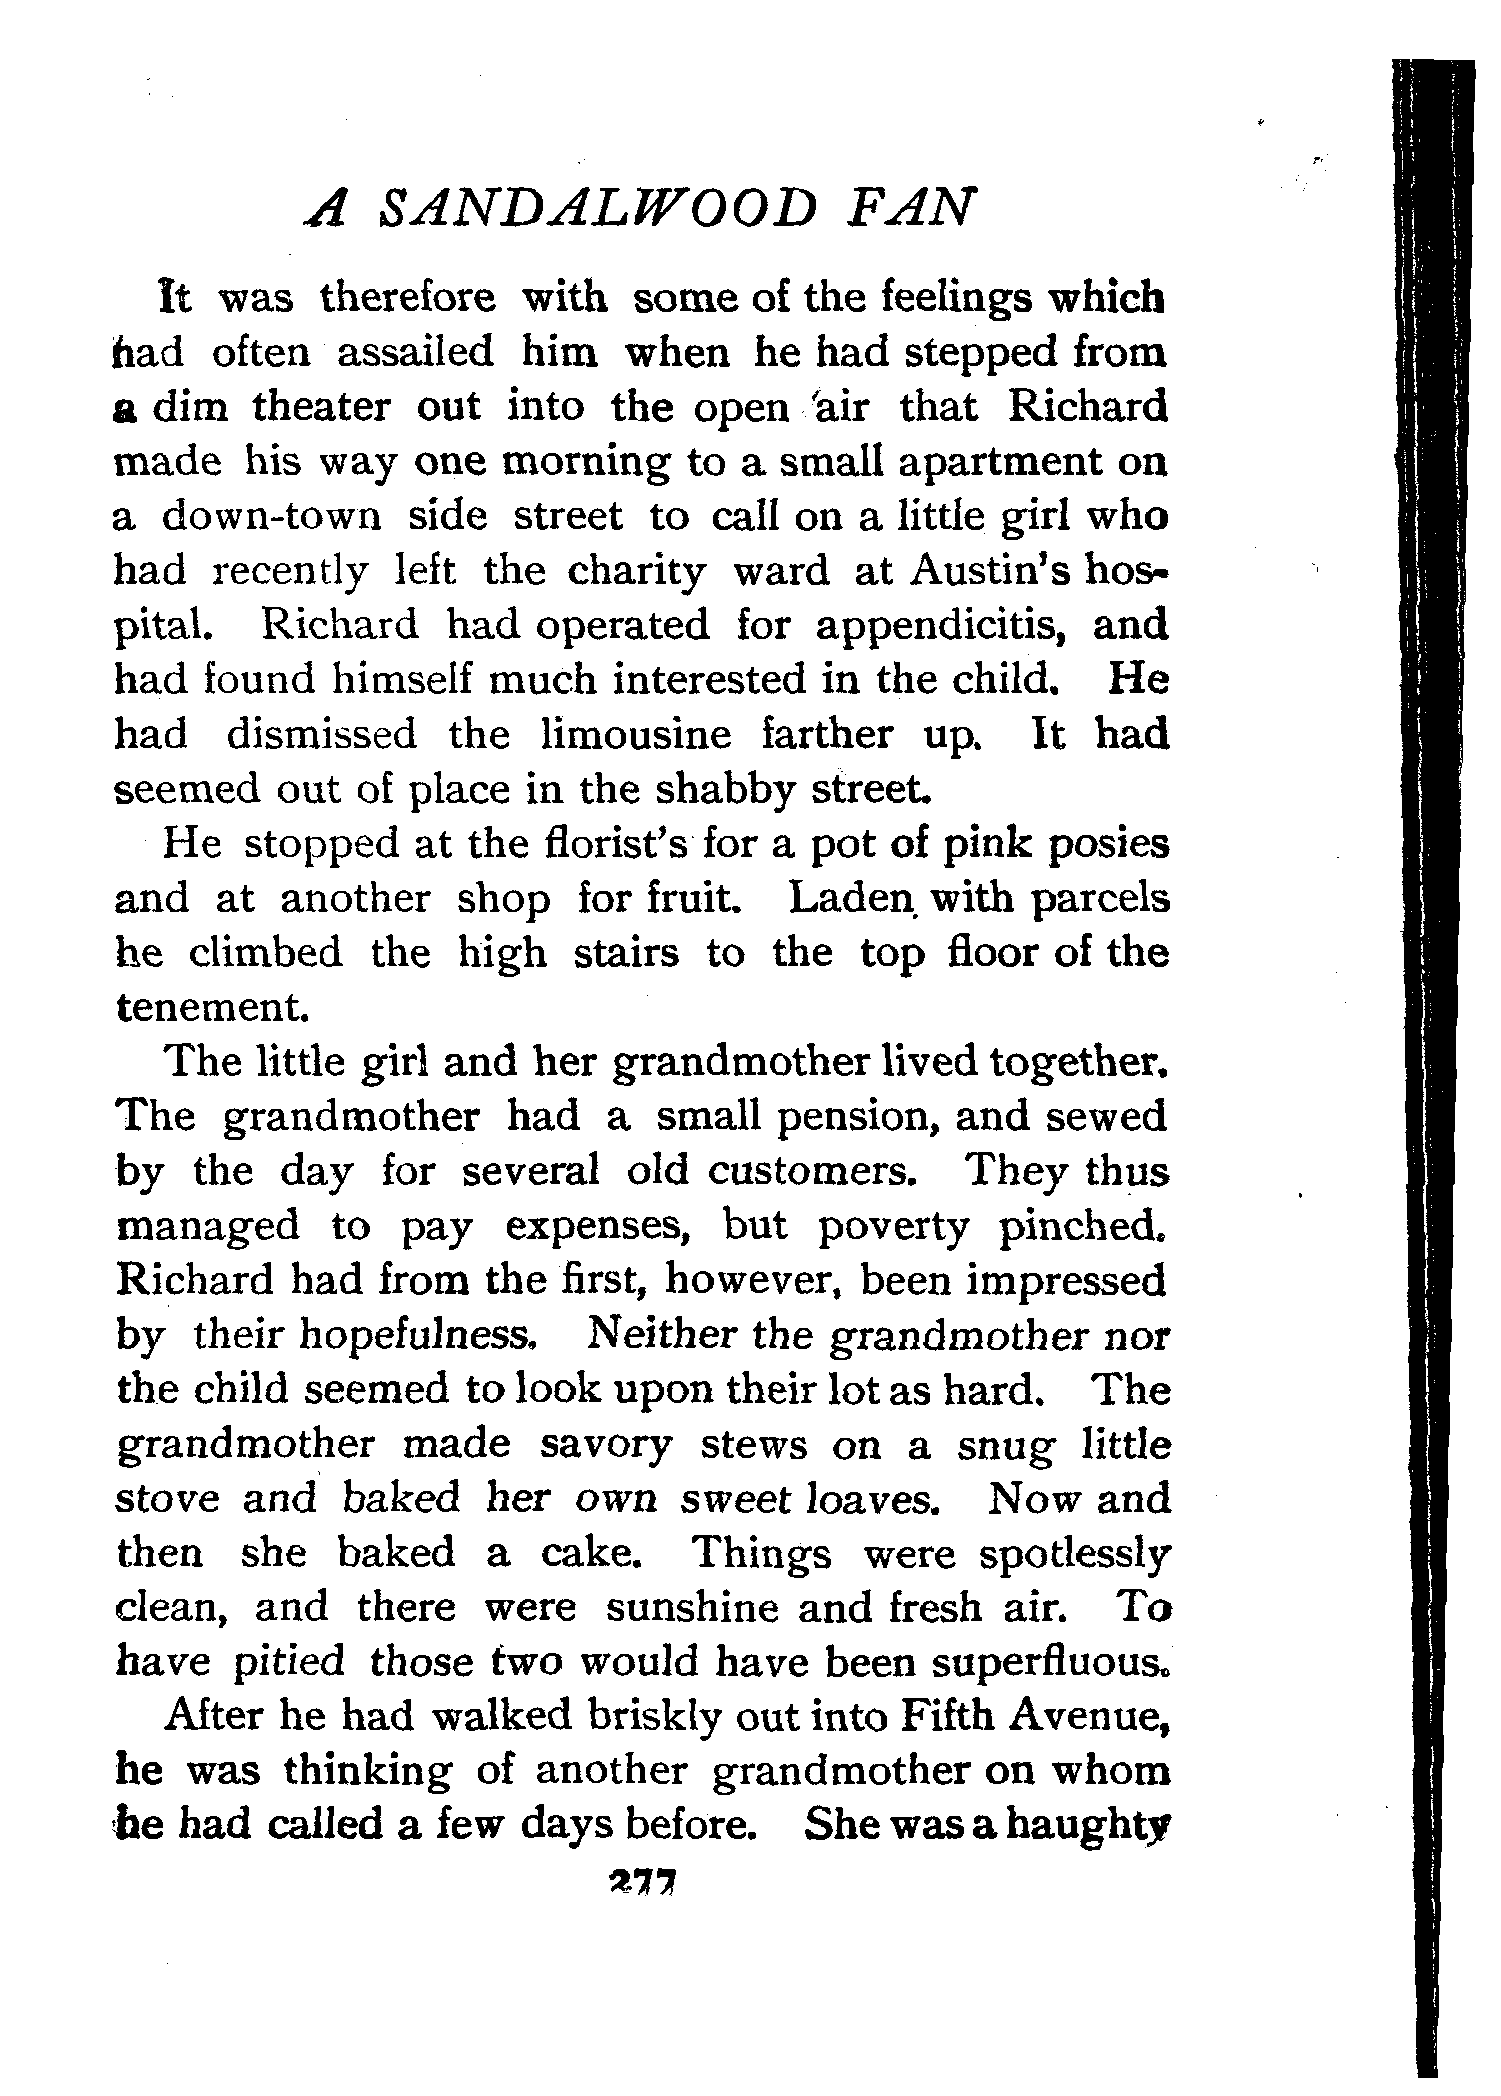 A SANDALWOOD FAN
It was therefore with some of the feelings which
had often assailed him when he had stepped from
a dim theater out into the open air that Richard
made his way one morning to a small apartment on
a down-town side street to call on a little girl who
had recently left the charity ward at Austin's hos-
pital. Richard had operated for appendicitis, and
had found himself much interested in the child. He
had dismissed the limousine farther up. It had
seemed out of place in the shabby street.
He stopped at the florist's for a pot of pink posies
and at another shop for fruit. Laden with parcels
he climbed the high stairs to the top floor of the
tenement.
The little girl and her grandmother lived together.
The grandmother had a small pension, and sewed
by the day for several old customers. They thus
managed to pay expenses, but poverty pinched.
Richard had from the first, however, been impressed
by their hopefulness. Neither the grandmother nor
the child seemed to look upon their lot as hard. The
grandmother made savory stews on a snug little
stove and baked her own sweet loaves. Now and
then she baked a cake. Things were spotlessly
clean, and there were sunshine and fresh air. To
have pitied those two would have been superfluous.
After he had walked briskly out into Fifth Avenue,
he was thinking of another grandmother on whom
he had called a few days before. She was a haughty
277